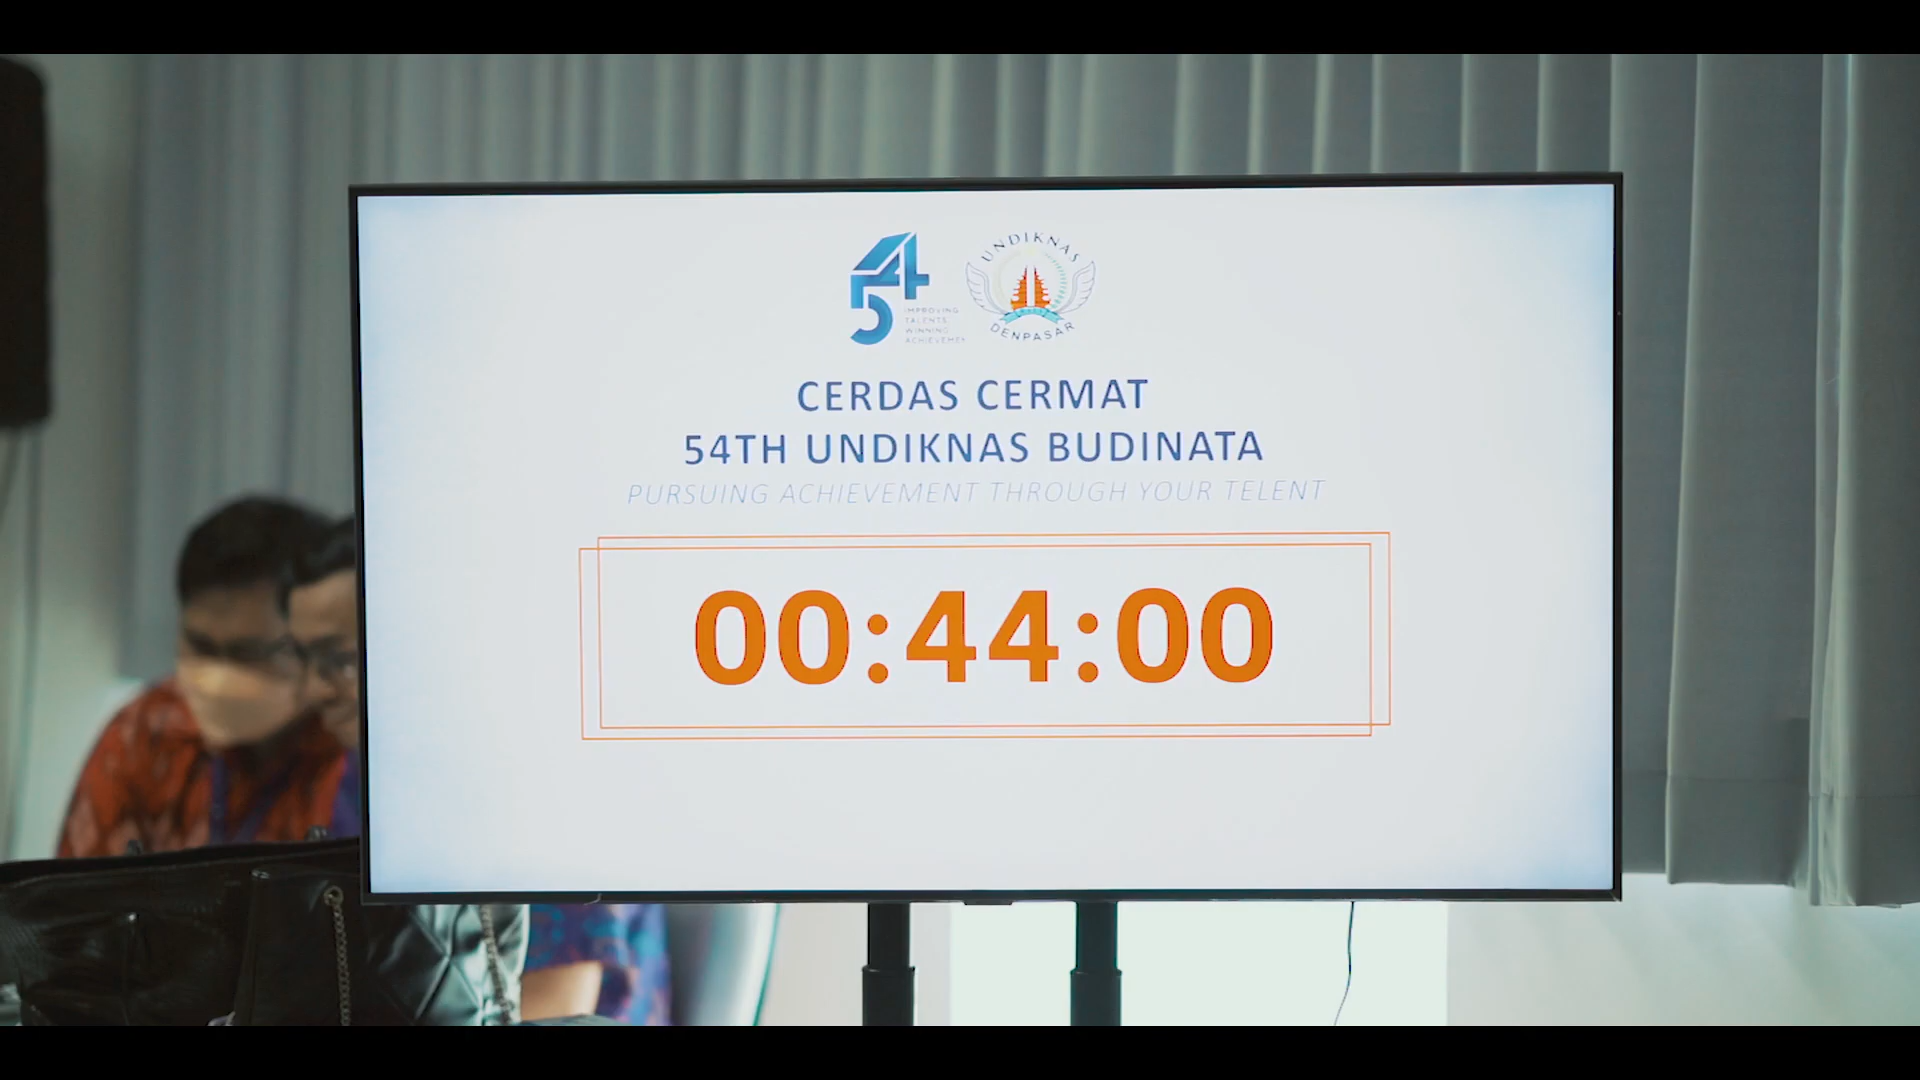 54
IMPROVING
TALENTS,
WINNING
ACHIEVEMEN
UNDIKNAS
DENPASAR
CERDAS CERMAT
54TH UNDIKNAS BUDINATA
PURSUING ACHIEVEMENT THROUGH YOUR TELENT
00:44:00